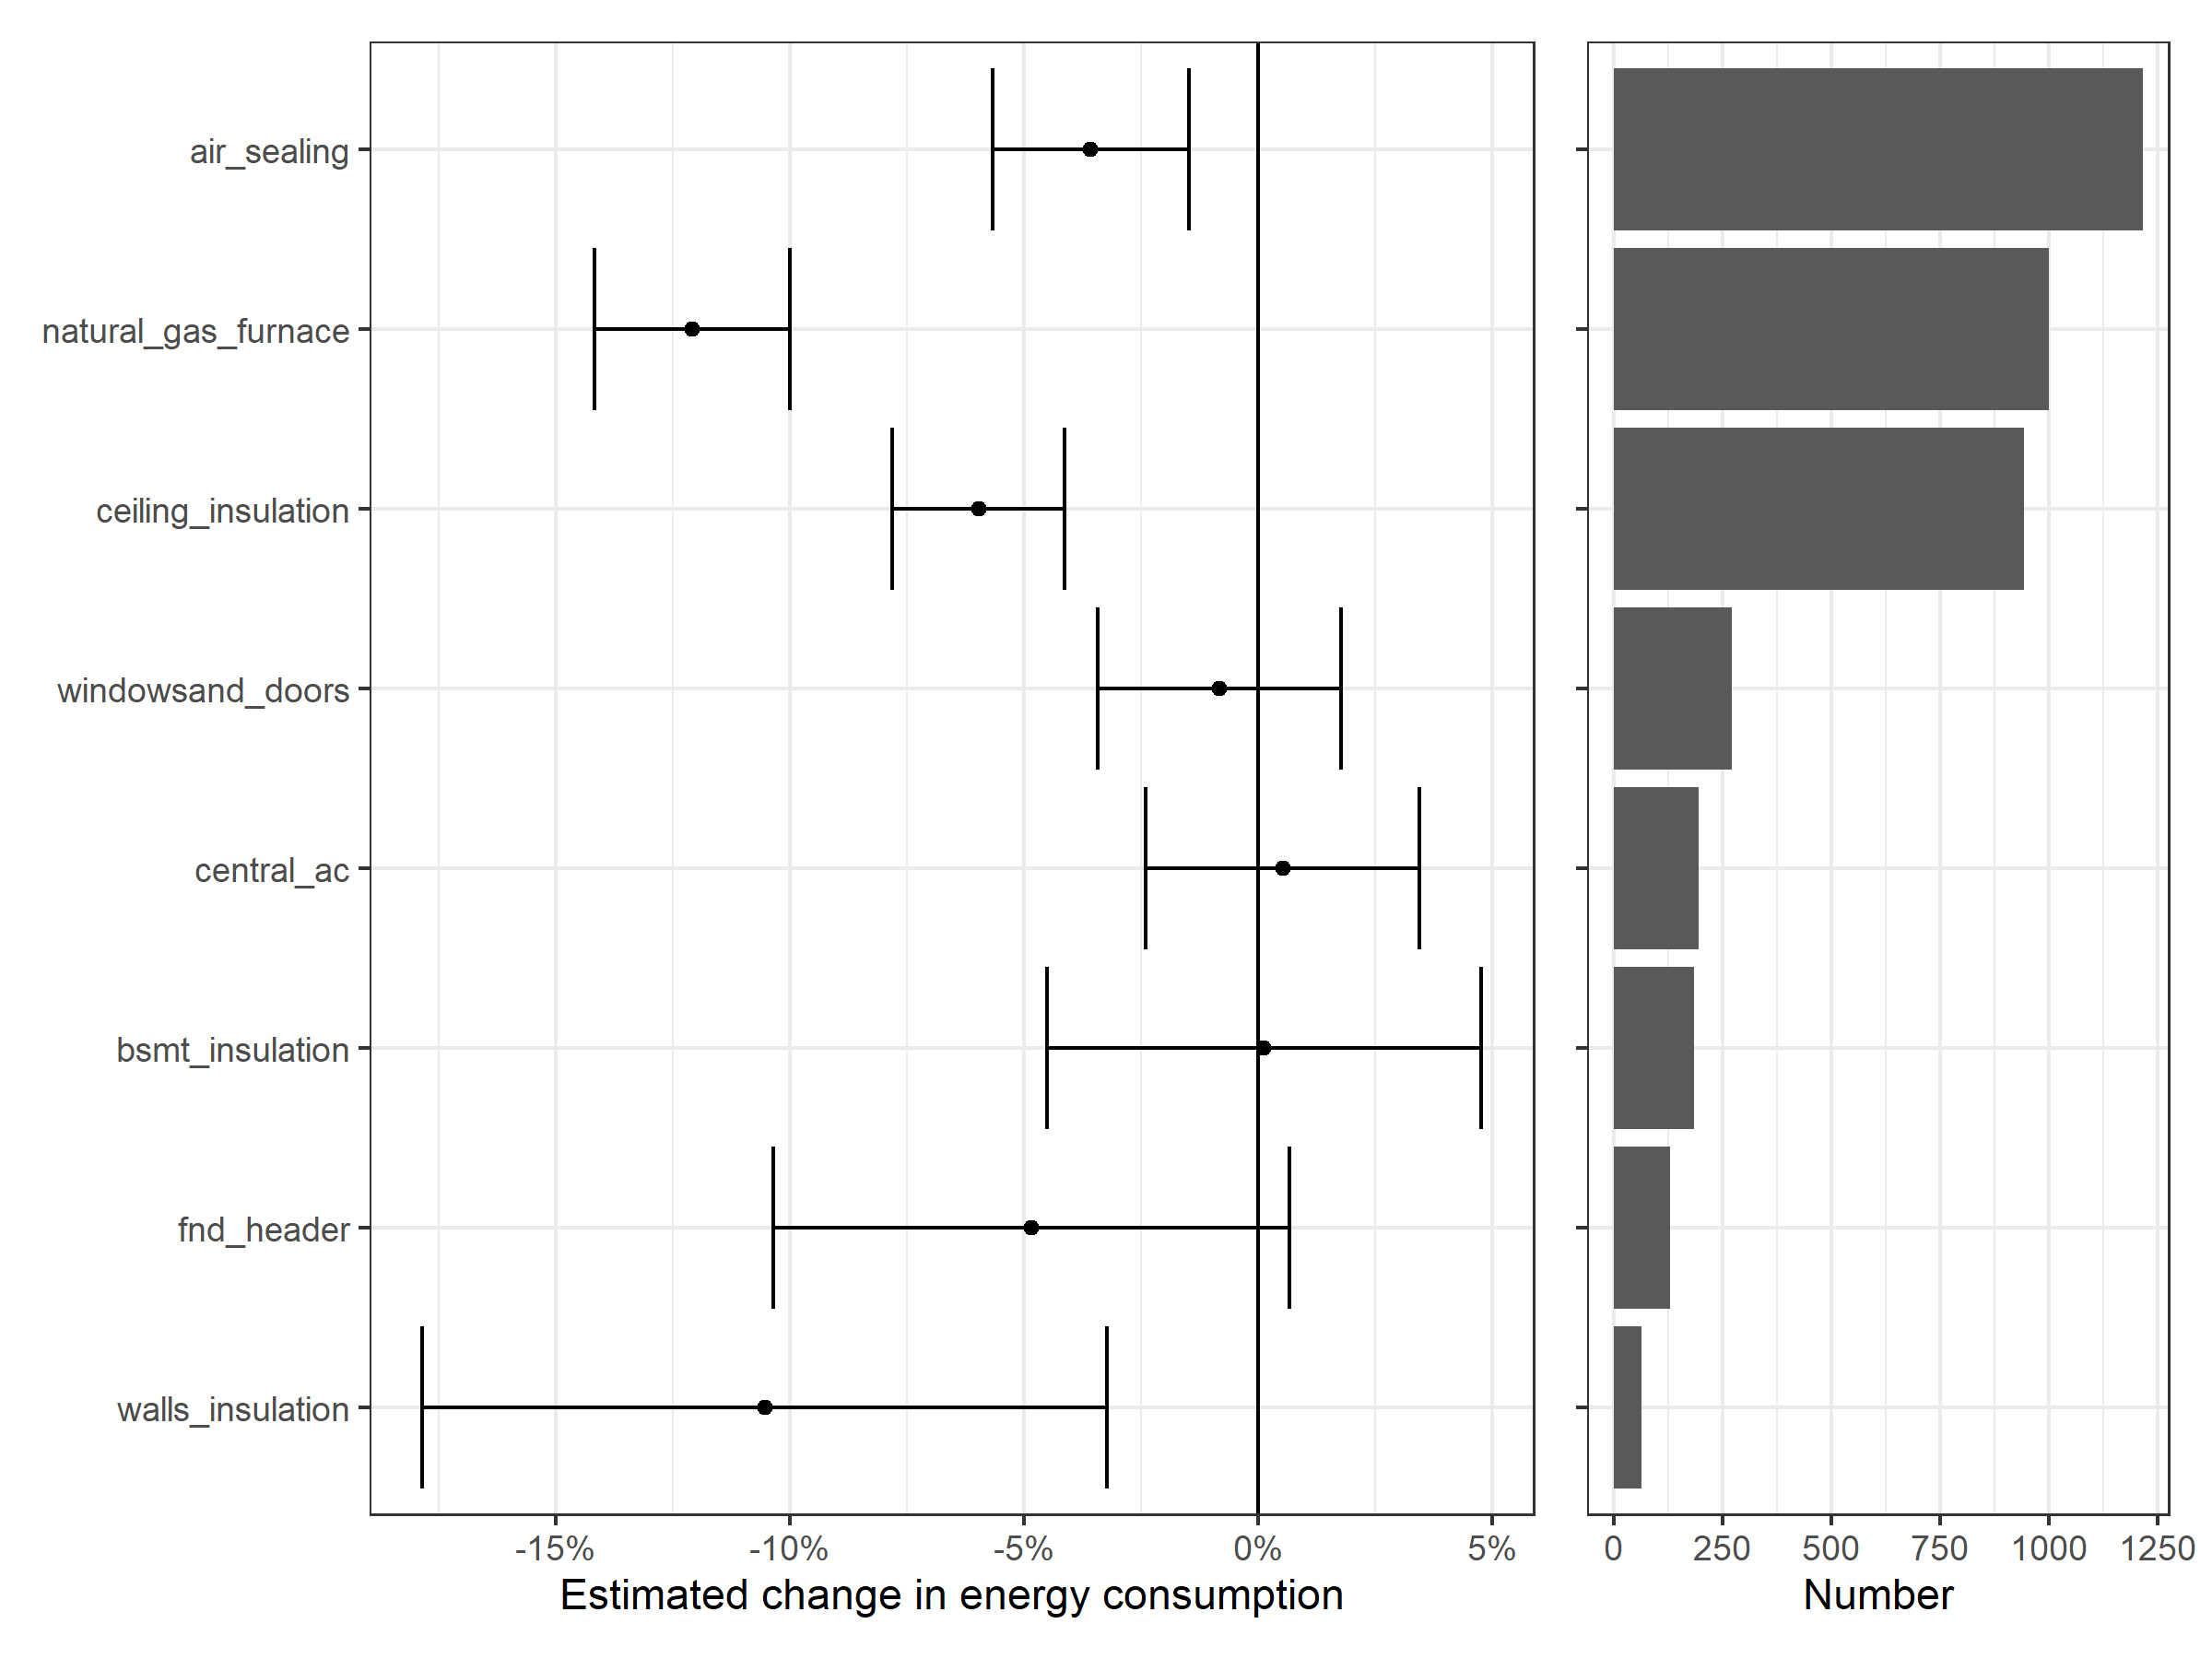 air_sealing
natural_gas_furnace
ceiling_insulation
windowsand_doors
central_ac
bsmt_insulation
fnd_header
walls_insulation
-15% -10% -5% 0% 5%
Estimated change in energy consumption
0 250 500 750 1000 1250
Number